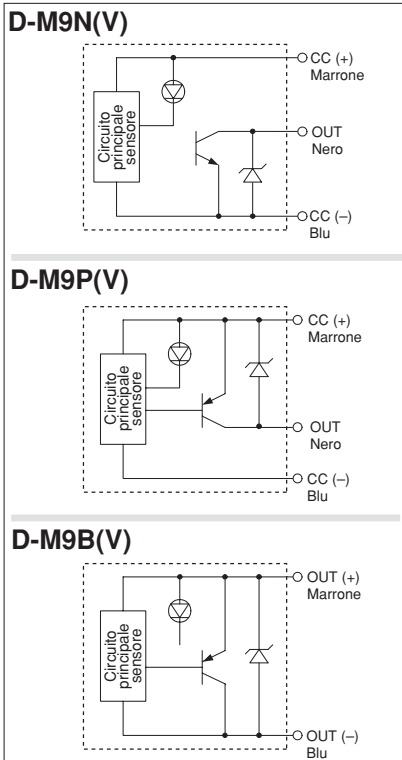 D-M9N(V)
CC (+)
Marrone
Circuito
principale
sensore
OUT
Nero
CC (–)
Blu
D-M9P(V)
CC (+)
Marrone
Circuito
principale
sensore
OUT
Nero
CC (–)
Blu
D-M9B(V)
OUT (+)
Marrone
Circuito
principale
sensore
OUT (–)
Blu